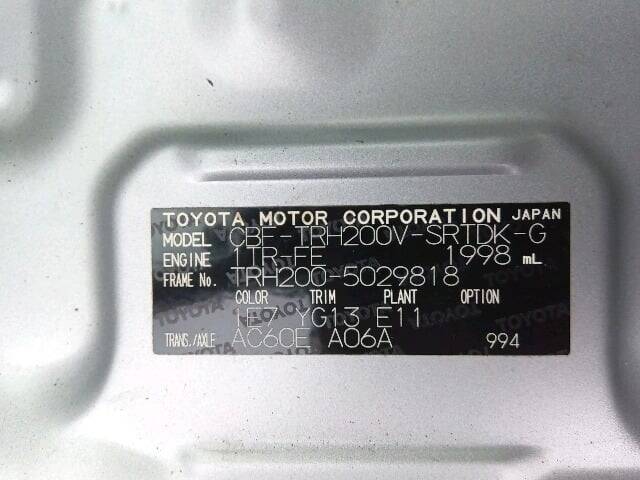 TOYOTA MOTOR CORPORATION JAPAN
MODEL CBF-TRH200V-SRTDK-G
ENGINE 1TR-FE 1998 mL
FRAME No. TRH200-5029818
COLOR TRIM PLANT OPTION
1E7 YG13 E11
TRANS./AXLE AC60E A06A 994